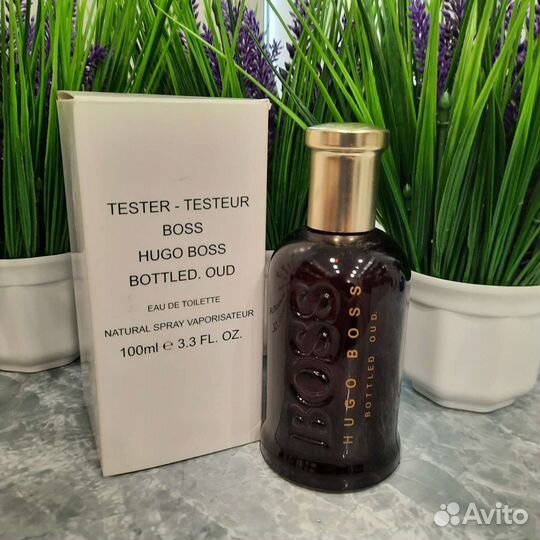 TESTER - TESTEUR
BOSS
HUGO BOSS
BOTTLED. OUD
EAU DE TOILETTE
NATURAL SPRAY VAPORISATEUR
100ml ℮ 3.3 FL. OZ.
BOSS
HUGO BOSS
BOTTLED. OUD.
Avito